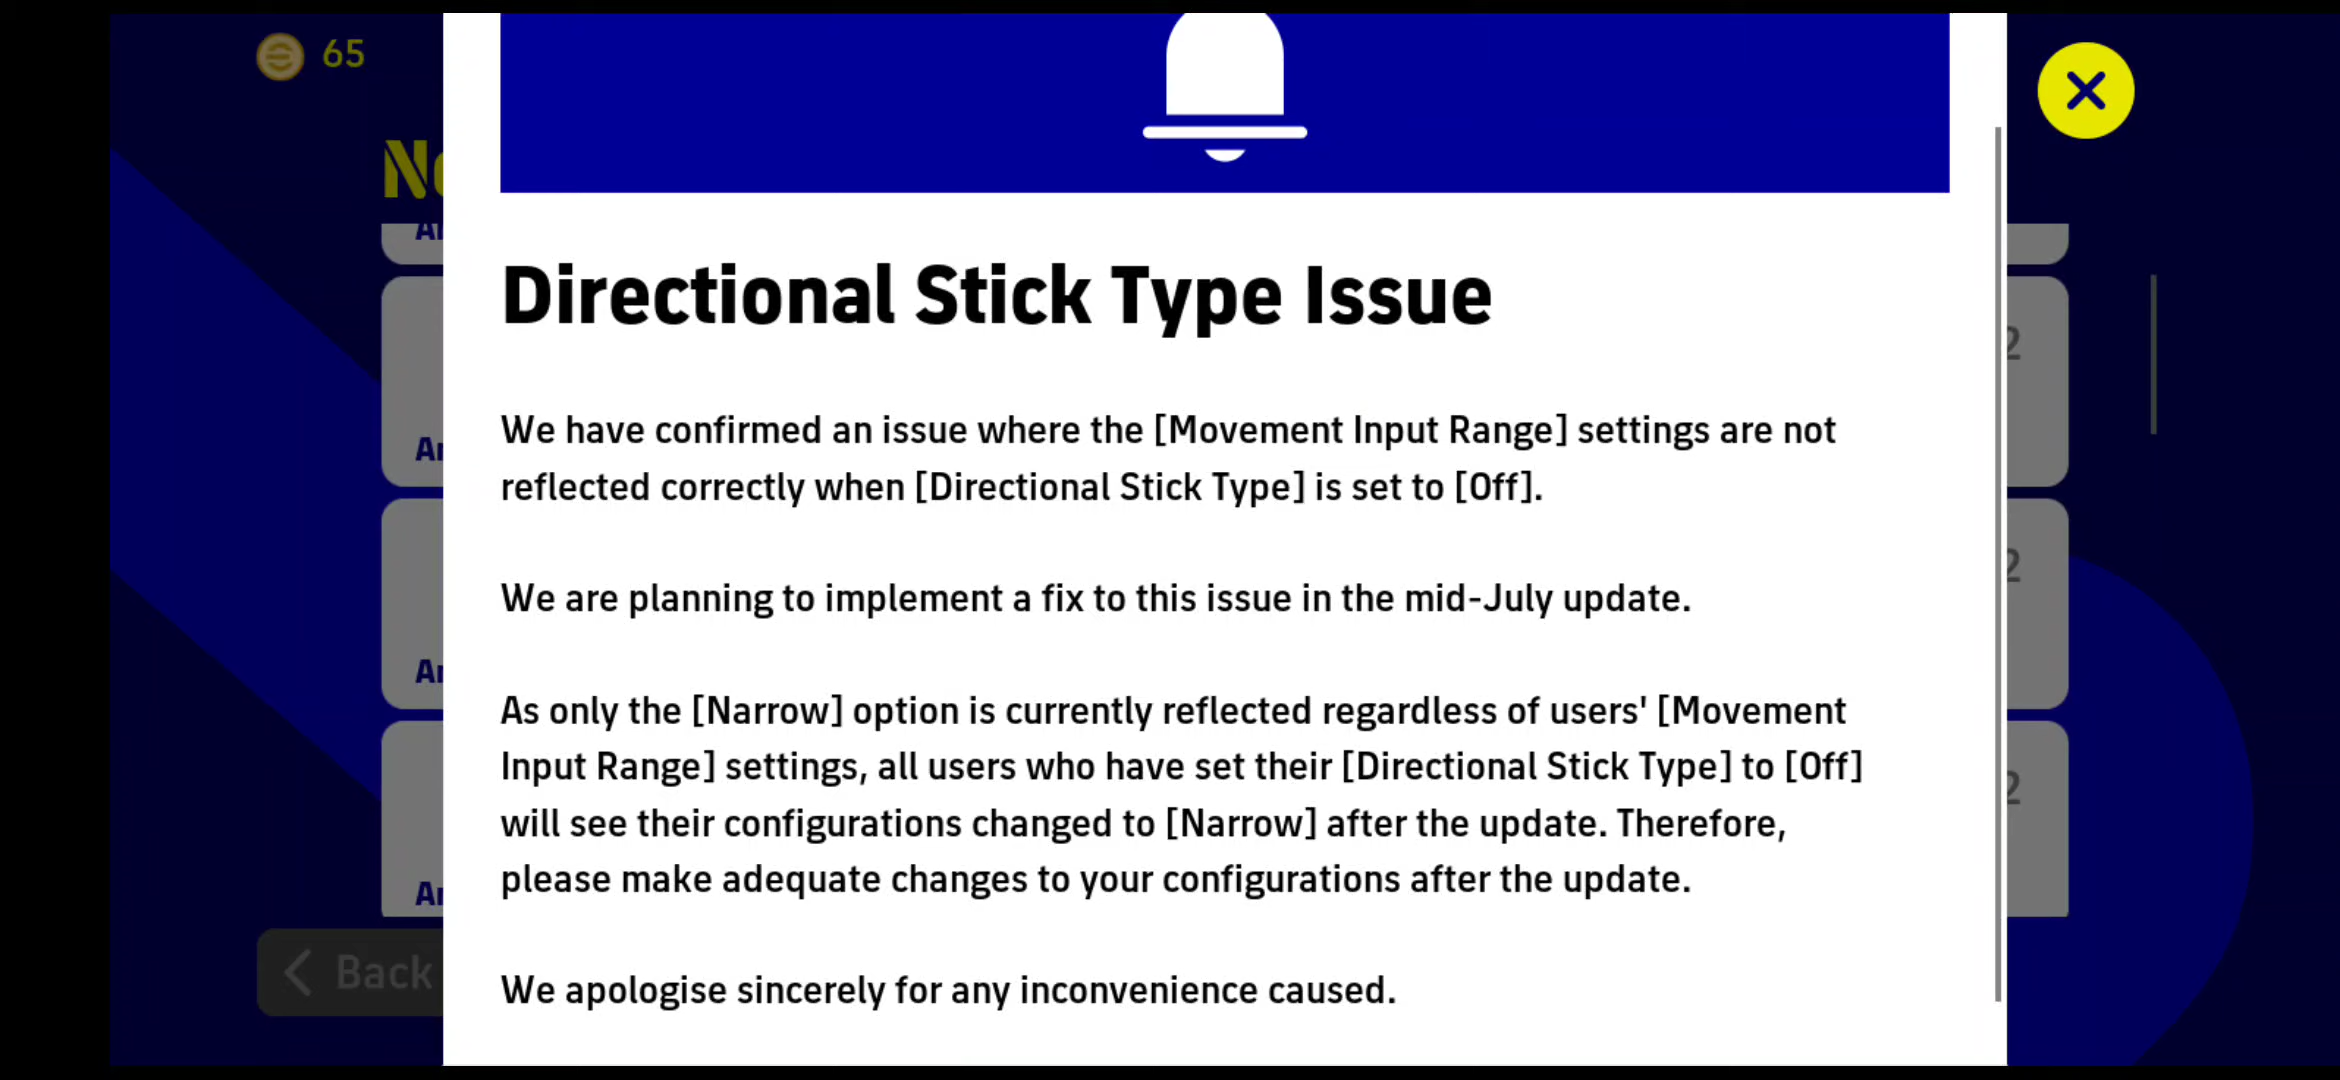 65
Directional Stick Type Issue
We have confirmed an issue where the [Movement Input Range] settings are not
reflected correctly when [Directional Stick Type] is set to [Off].
We are planning to implement a fix to this issue in the mid-July update.
As only the [Narrow] option is currently reflected regardless of users' [Movement
Input Range] settings, all users who have set their [Directional Stick Type] to [Off]
will see their configurations changed to [Narrow] after the update. Therefore,
please make adequate changes to your configurations after the update.
We apologise sincerely for any inconvenience caused.
2
2
2
Back